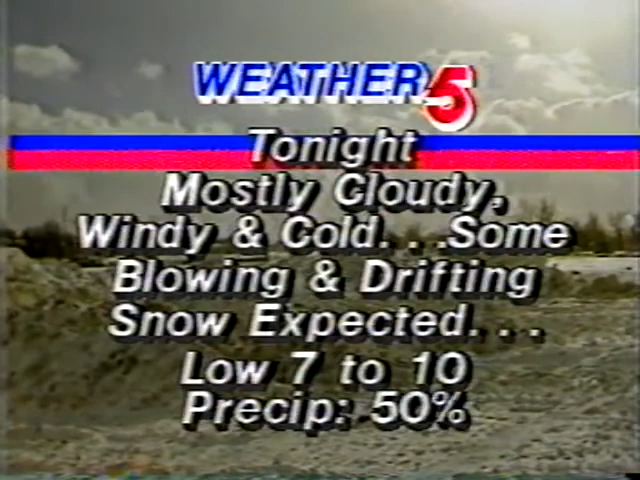 WEATHER 5
Tonight
Mostly Cloudy,
Windy & Cold. . .Some
Blowing & Drifting
Snow Expected. . .
Low 7 to 10
Precip: 50%